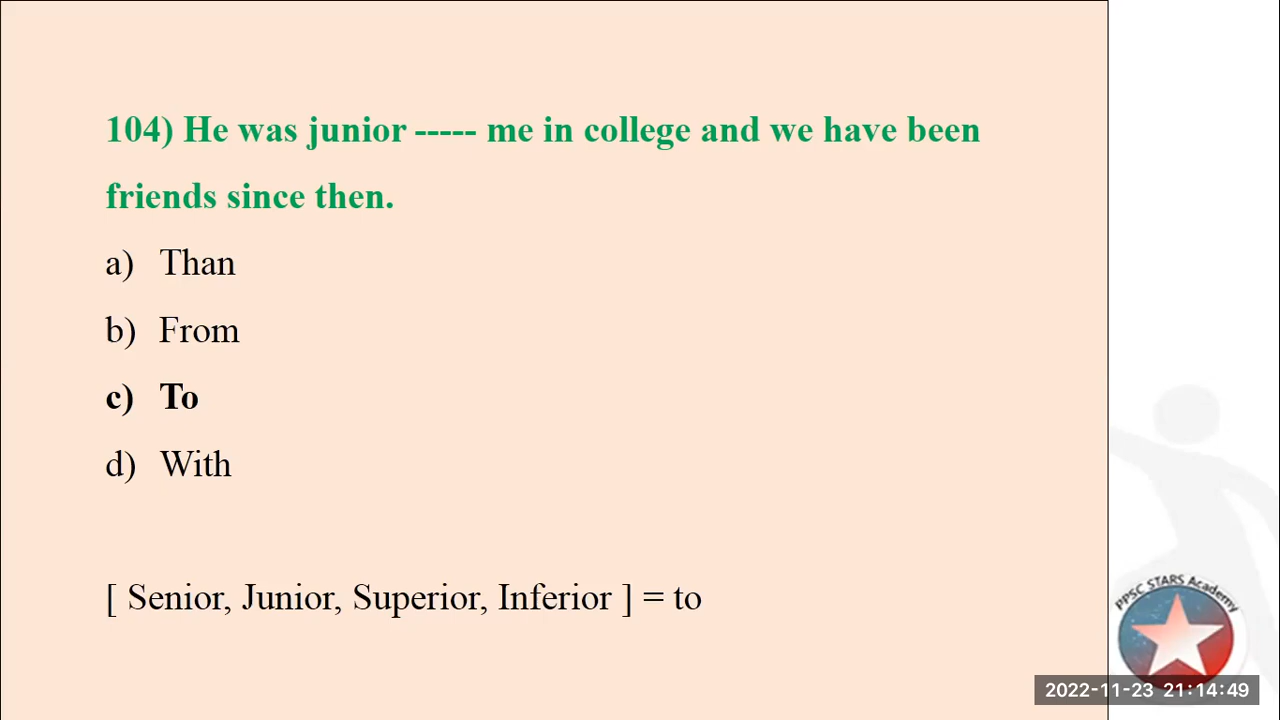 104) He was junior ----- me in college and we have been
friends since then.
a) Than
b) From
c) To
d) With
[ Senior, Junior, Superior, Inferior ] = to
PPSC STARS Academy
2022-11-23 21:14:49